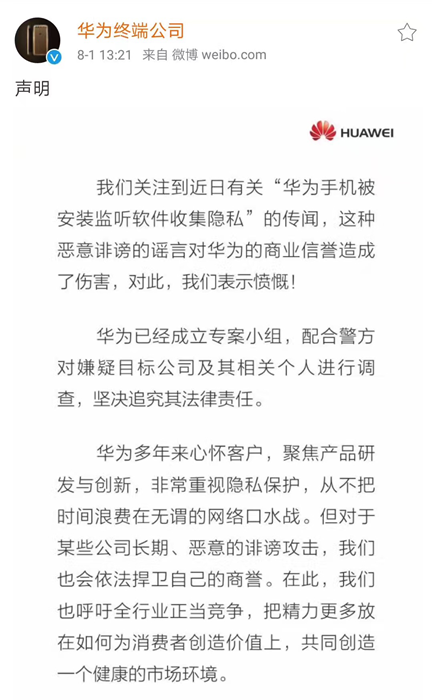 华为终端公司
8-1 13:21 来自 微博 weibo.com
声明
HUAWEI
我们关注到近日有关“华为手机被
安装监听软件收集隐私”的传闻，这种
恶意诽谤的谣言对华为的商业信誉造成
了伤害，对此，我们表示愤慨！
华为已经成立专案小组，配合警方
对嫌疑目标公司及其相关个人进行调
查，坚决追究其法律责任。
华为多年来心怀客户，聚焦产品研
发与创新，非常重视隐私保护，从不把
时间浪费在无谓的网络口水战。但对于
某些公司长期、恶意的诽谤攻击，我们
也会依法捍卫自己的商誉。在此，我们
也呼吁全行业正当竞争，把精力更多放
在如何为消费者创造价值上，共同创造
一个健康的市场环境。